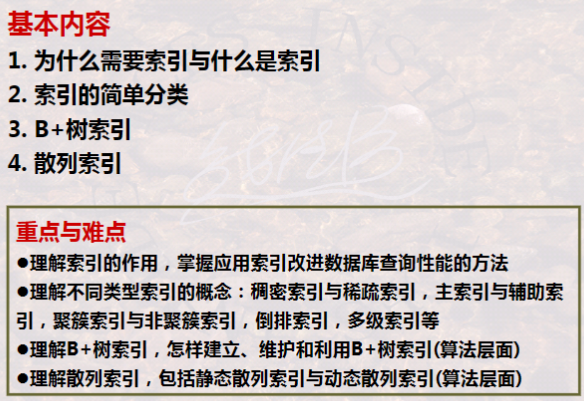 基本内容
1. 为什么需要索引与什么是索引
2. 索引的简单分类
3. B+树索引
4. 散列索引
重点与难点
●理解索引的作用，掌握应用索引改进数据库查询性能的方法
●理解不同类型索引的概念：稠密索引与稀疏索引，主索引与辅助索
引，聚簇索引与非聚簇索引，倒排索引，多级索引等
●理解B+树索引，怎样建立、维护和利用B+树索引(算法层面)
●理解散列索引，包括静态散列索引与动态散列索引(算法层面)